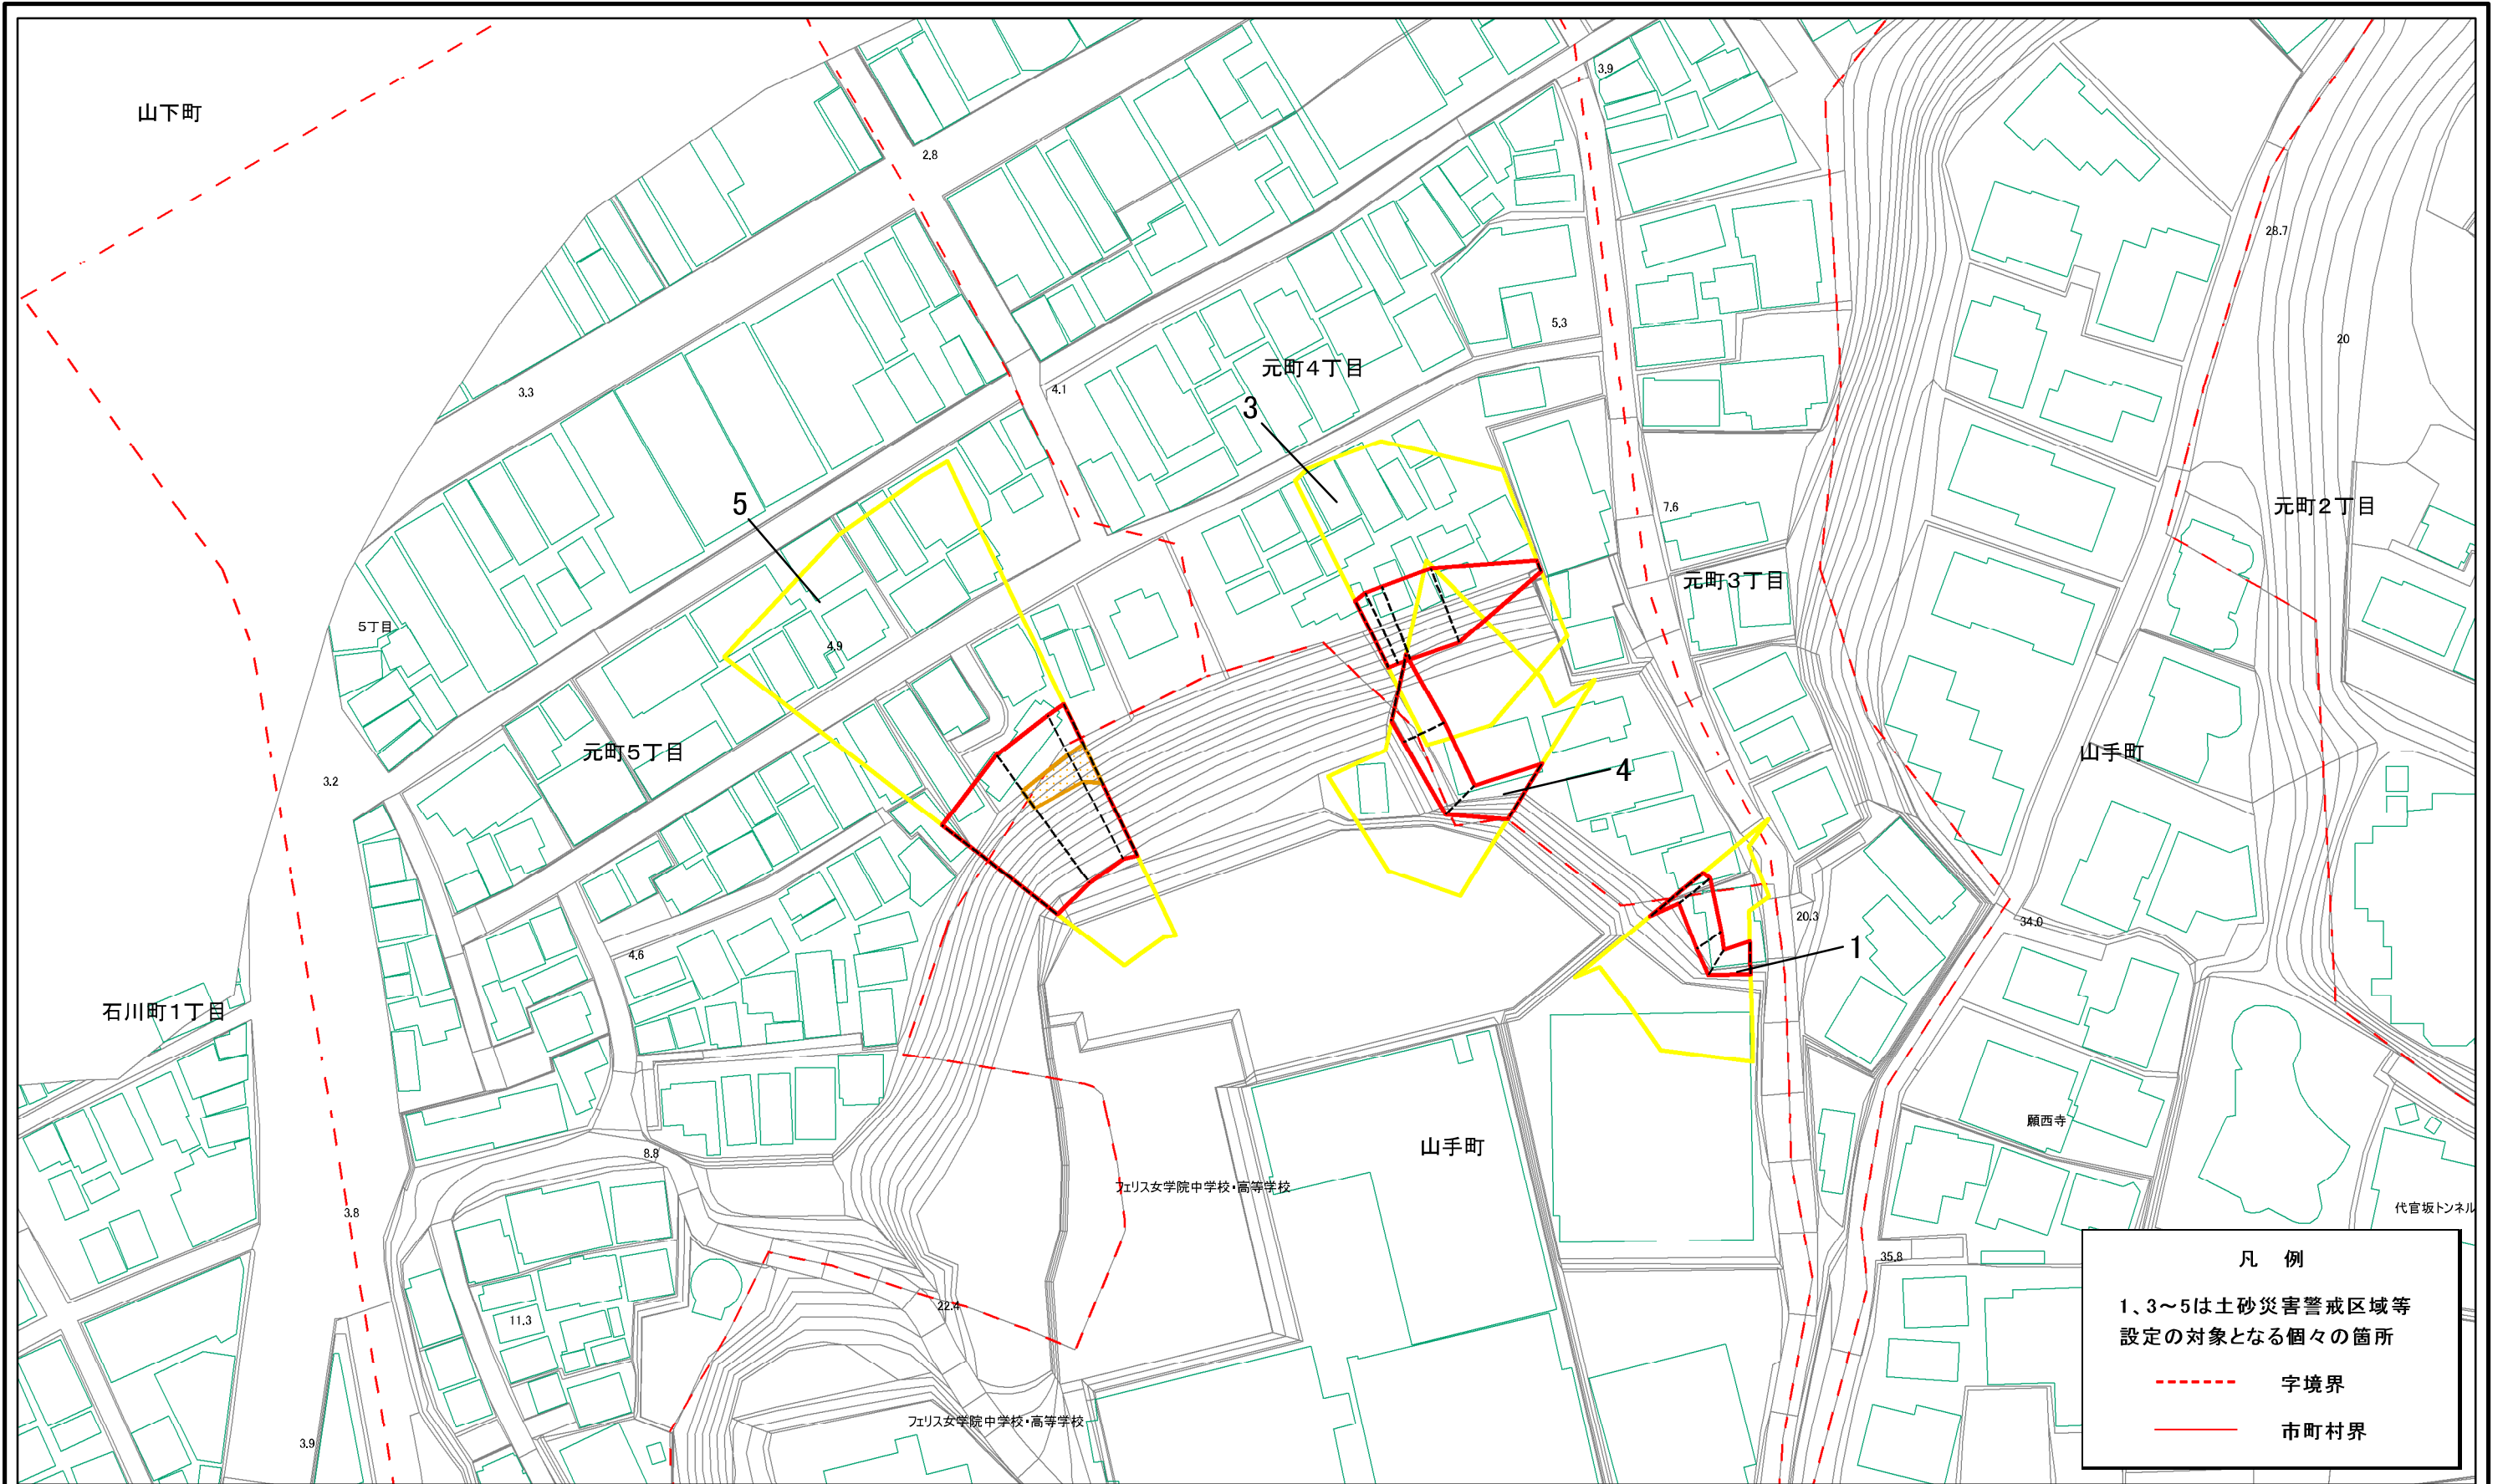 山下町
3.9
2.8
28.7
5.3
20
元町4丁目
4.1
3.3
3
5
7.6
元町2丁目
元町3丁目
5丁目
4.9
元町5丁目
山手町
3.2
4
20.3
34.0
1
4.6
石川町1丁目
願西寺
山手町
8.8
フェリス女学院中学校・高等学校
3.8
代官坂トンネル
35.8
22.4
11.3
フェリス女学院中学校・高等学校
3.9
凡 例
1、3~5は土砂災害警戒区域等
設定の対象となる個々の箇所
字境界
市町村界